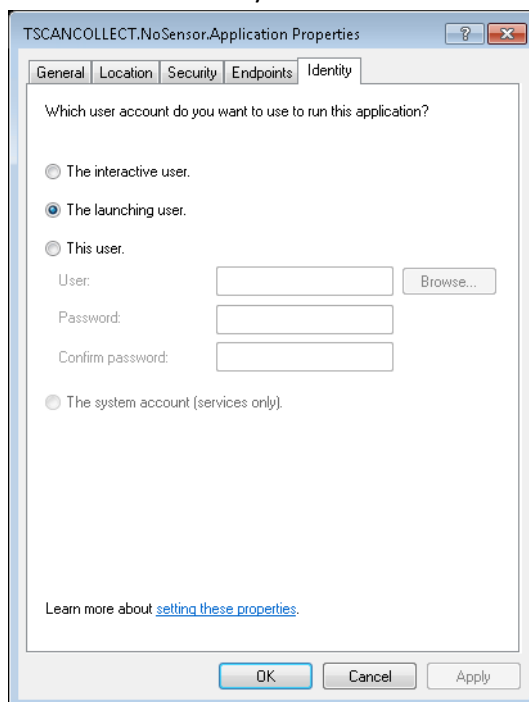 TSCANCOLLECT.NoSensor.Application Properties
General Location Security Endpoints Identity
Which user account do you want to use to run this application?
The interactive user.
The launching user.
This user.
User:
Browse...
Password:
Confirm password:
The system account (services only).
Learn more about setting these properties.
OK Cancel Apply